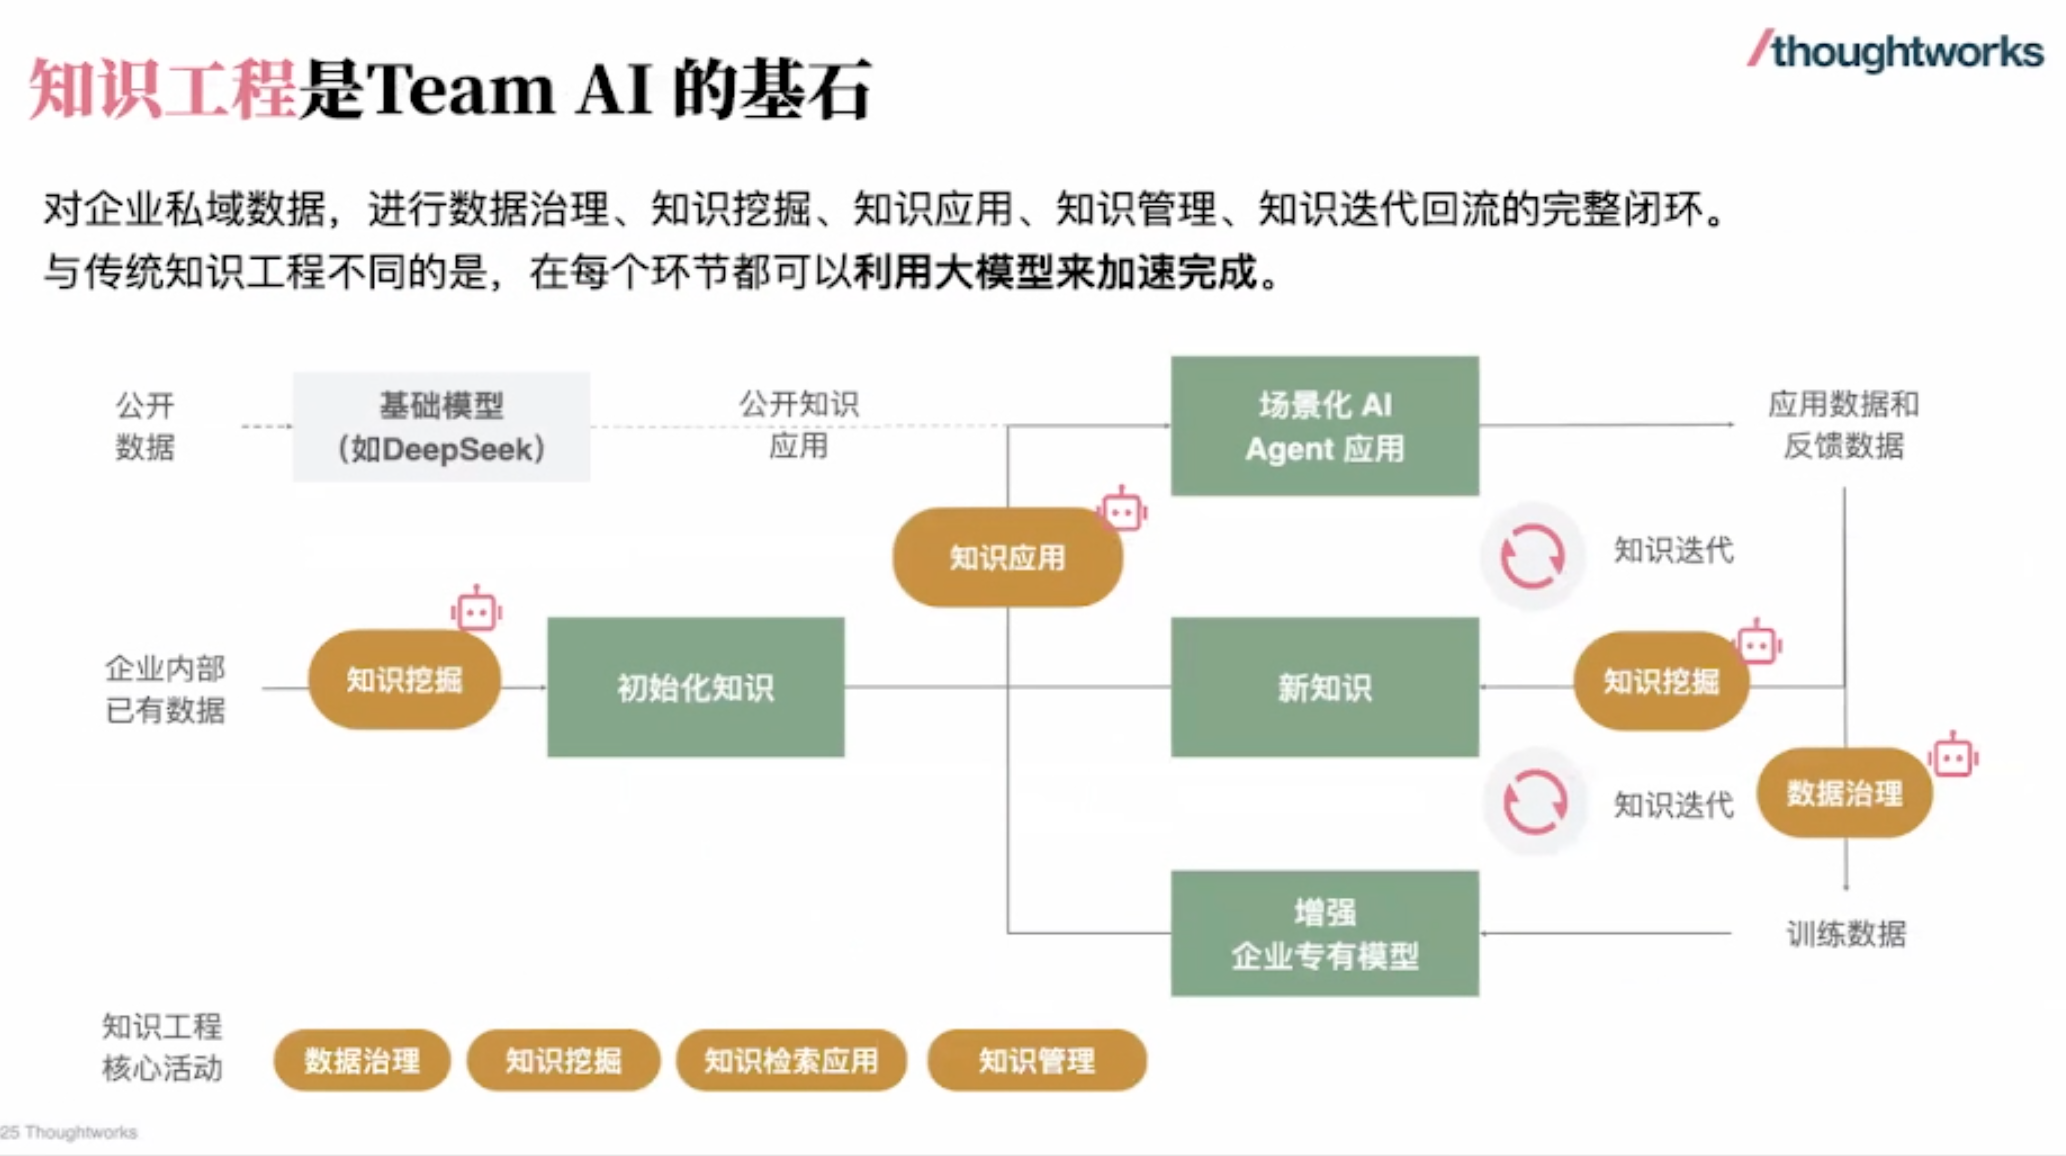 /thoughtworks
知识工程是Team AI 的基石
对企业私域数据，进行数据治理、知识挖掘、知识应用、知识管理、知识迭代回流的完整闭环。
与传统知识工程不同的是，在每个环节都可以利用大模型来加速完成。
公开
数据
基础模型
（如DeepSeek）
公开知识
应用
场景化 AI
Agent 应用
应用数据和
反馈数据
知识应用
知识迭代
企业内部
已有数据
知识挖掘
初始化知识
新知识
知识挖掘
知识迭代
数据治理
增强
企业专有模型
训练数据
知识工程
核心活动
数据治理
知识挖掘
知识检索应用
知识管理
25 Thoughtworks